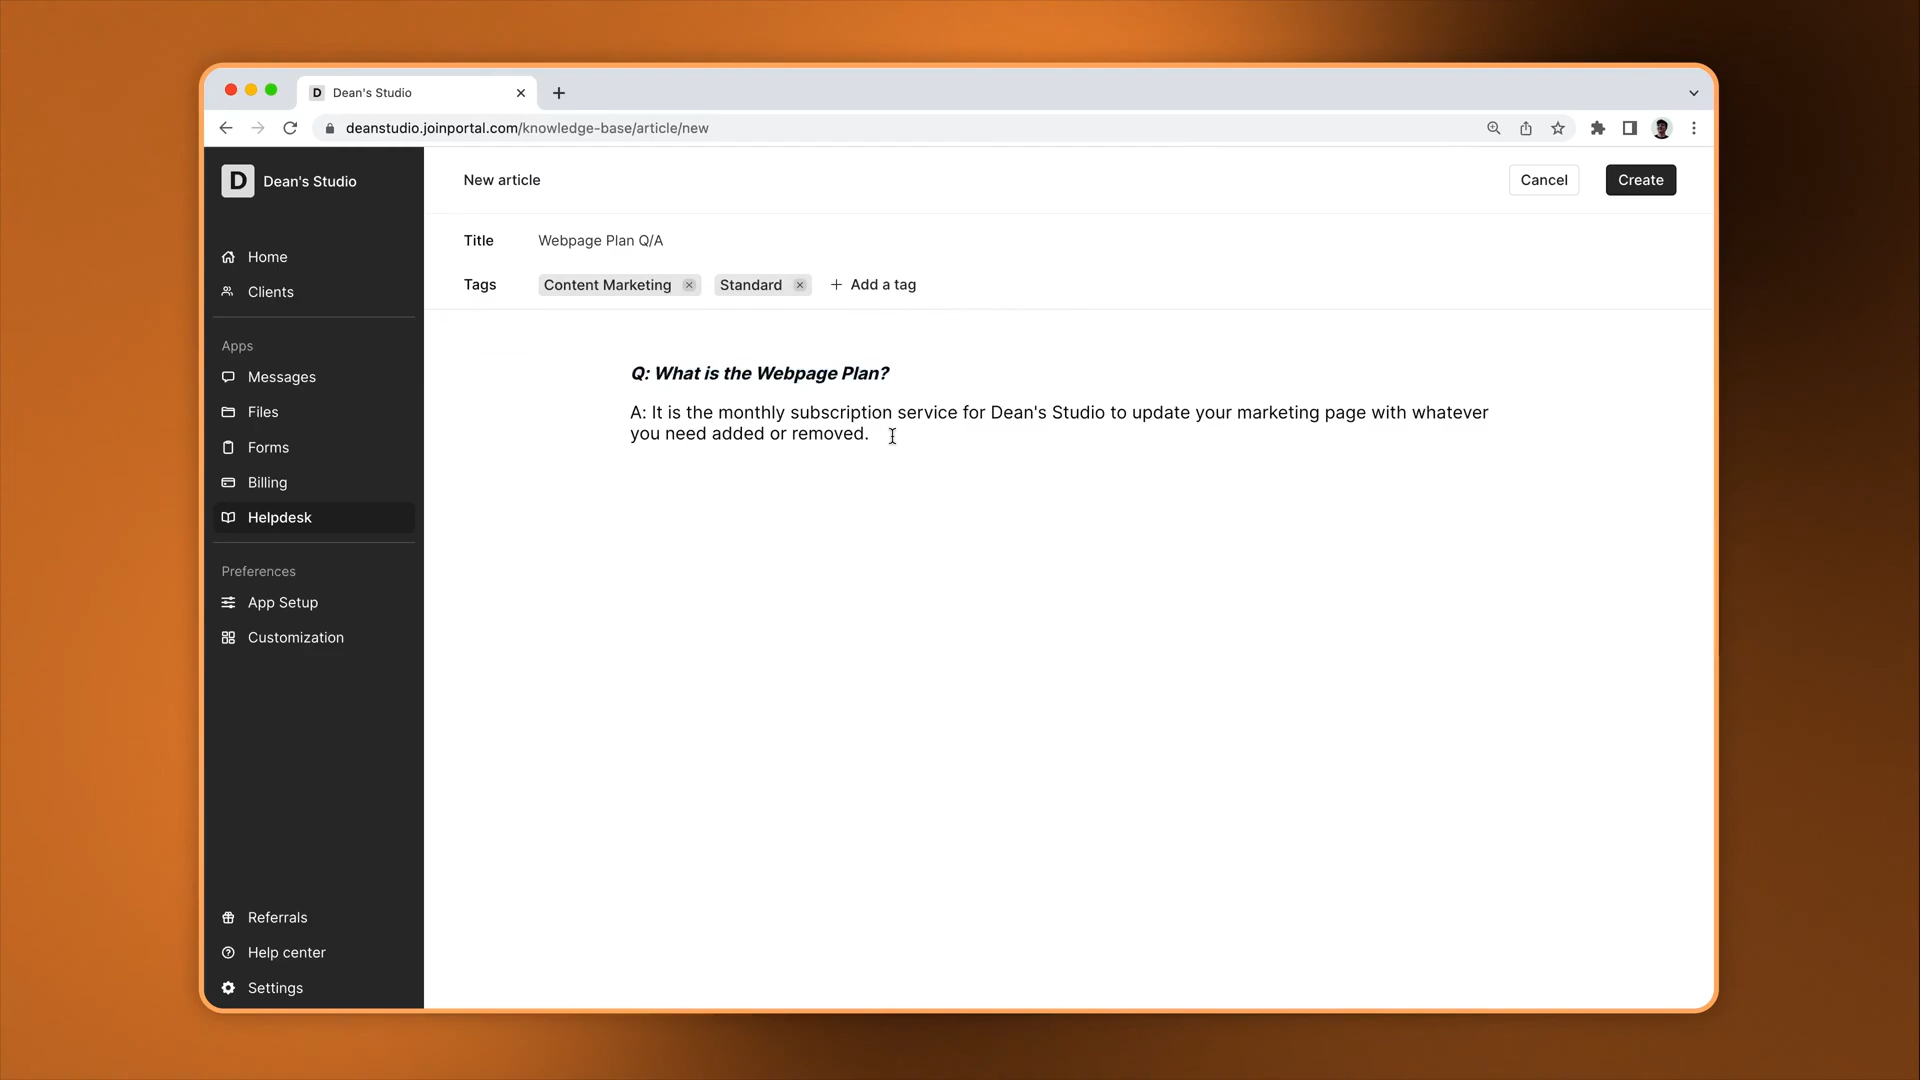 D Dean's Studio
deanstudio.joinportal.com/knowledge-base/article/new
D Dean's Studio
Home
Clients
Apps
Messages
Files
Forms
Billing
Helpdesk
Preferences
App Setup
Customization
Referrals
Help center
Settings
New article
Cancel
Create
Title Webpage Plan Q/A
Tags Content Marketing Standard Add a tag
Q: What is the Webpage Plan?
A: It is the monthly subscription service for Dean's Studio to update your marketing page with whatever
you need added or removed.